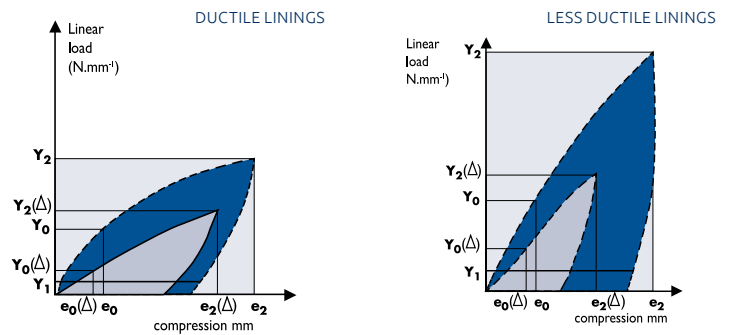 DUCTILE LININGS
Linear
load
(N.mm⁻¹)
Y₂
Y₂(Δ)
Y₀
Y₀(Δ)
Y₁
e₀(Δ) e₀ e₂(Δ) e₂
compression mm
LESS DUCTILE LININGS
Linear
load
N.mm⁻¹)
Y₂
Y₂(Δ)
Y₀
Y₀(Δ)
Y₁
e₀(Δ) e₀ e₂(Δ) e₂
compression mm